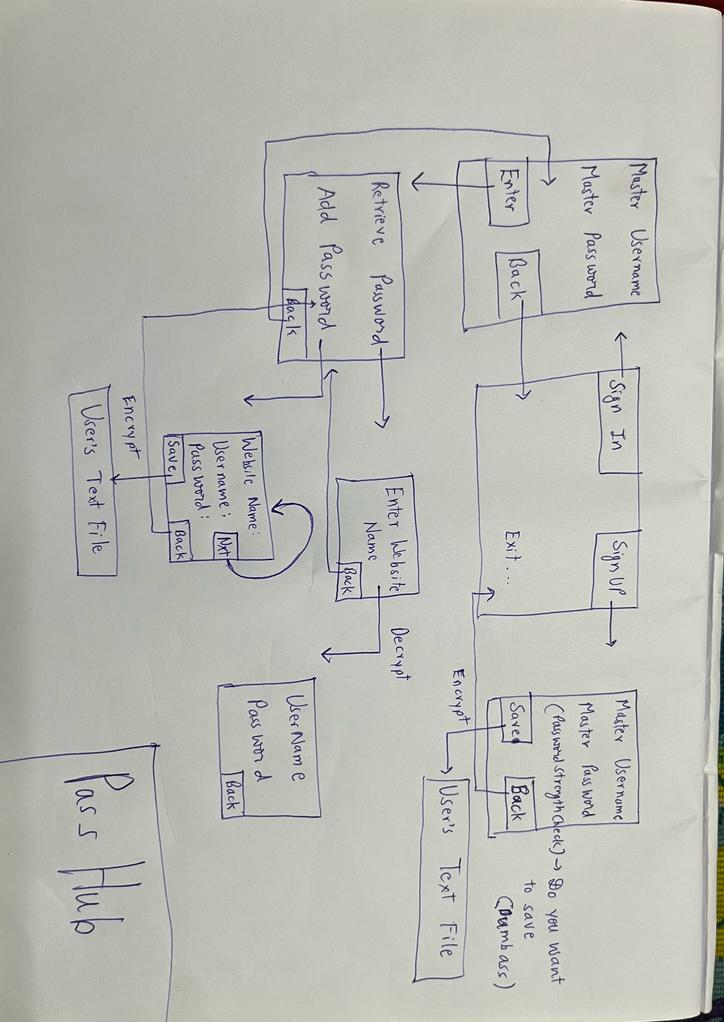 Master Username
Master Password
Enter
Back
Sign In
Sign UP
Exit...
Master Username
Master Password
(Password Strength Check) → Do you want
to save
(Dumbass)
Save
Back
Encrypt
User's Text File
Retrieve Password
Add Password
Back
Enter Website
Name
Back
Decrypt
UserName
Password
Back
Website Name:
Username:
Nxt
Password:
Save
Back
Encrypt
User's Text File
Pass Hub